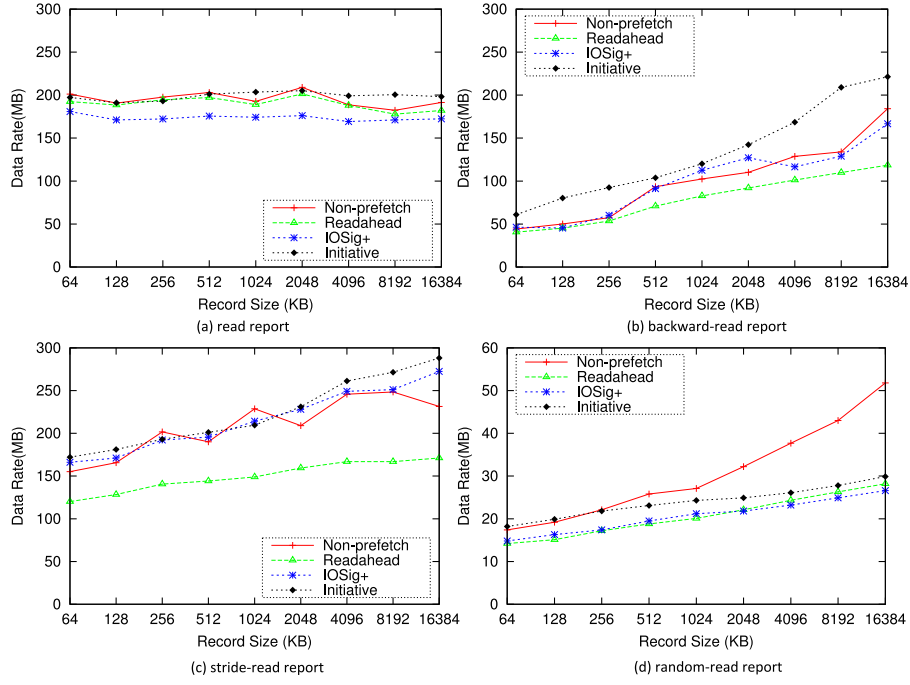 300
250
200
150
100
50
0
Data Rate(MB)
Non-prefetch
Readahead
IOSig+
Initiative
64 128 256 512 1024 2048 4096 8192 16384
Record Size (KB)
(a) read report
300
250
200
150
100
50
0
Data Rate(MB)
Non-prefetch
Readahead
IOSig+
Initiative
64 128 256 512 1024 2048 4096 8192 16384
Record Size (KB)
(b) backward-read report
300
250
200
150
100
50
0
Data Rate(MB)
Non-prefetch
Readahead
IOSig+
Initiative
64 128 256 512 1024 2048 4096 8192 16384
Record Size (KB)
(c) stride-read report
60
50
40
30
20
10
0
Data Rate(MB)
Non-prefetch
Readahead
IOSig+
Initiative
64 128 256 512 1024 2048 4096 8192 16384
Record Size (KB)
(d) random-read report